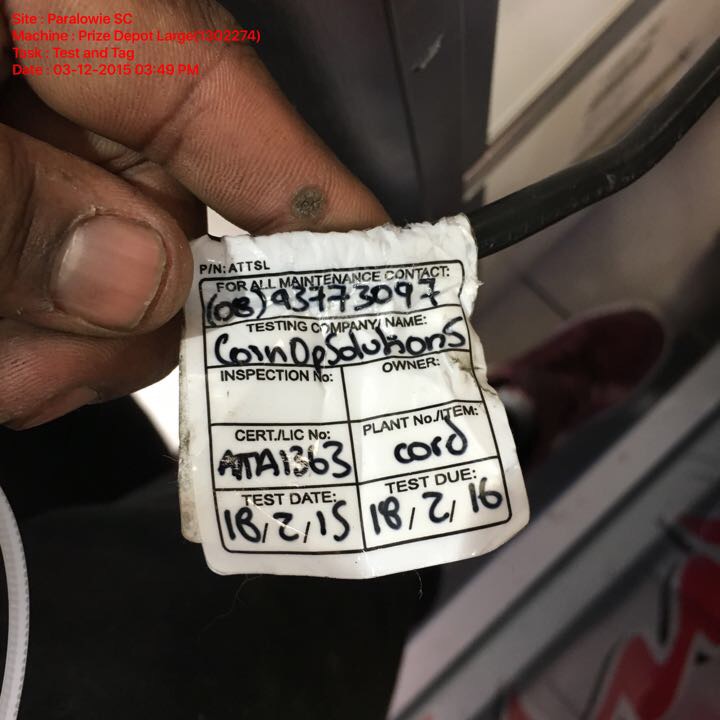 Site : Paralowie SC
Machine : Prize Depot Large(1302274)
Task : Test and Tag
Date : 03-12-2015 03:49 PM
P/N: ATTSL
FOR ALL MAINTENANCE CONTACT:
(08) 93773097
TESTING COMPANY/NAME:
CoinOpSolutionS
INSPECTION No:
OWNER:
CERT./LIC No:
PLANT No./ITEM:
ATA1363
cord
TEST DATE:
TEST DUE:
18/2/15
18/2/16